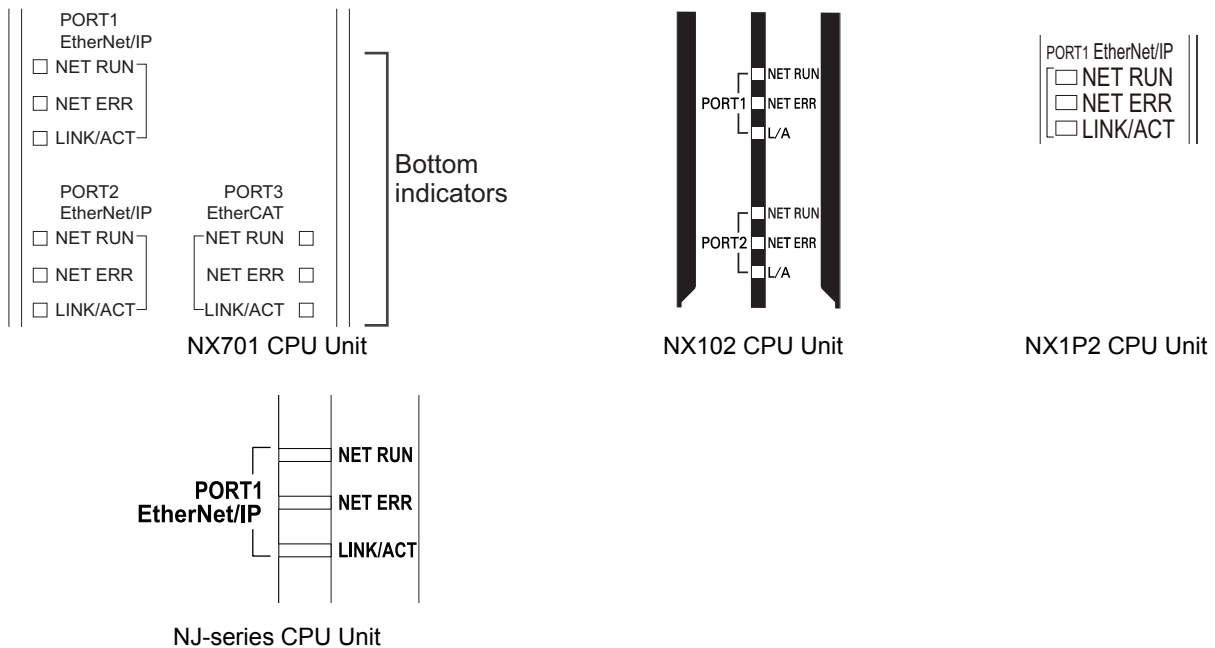 PORT1
EtherNet/IP
NET RUN
NET ERR
LINK/ACT
PORT2
EtherNet/IP
NET RUN
NET ERR
LINK/ACT
PORT3
EtherCAT
NET RUN
NET ERR
LINK/ACT
Bottom
indicators
NX701 CPU Unit
PORT1
NET RUN
NET ERR
L/A
PORT2
NET RUN
NET ERR
L/A
NX102 CPU Unit
PORT1 EtherNet/IP
NET RUN
NET ERR
LINK/ACT
NX1P2 CPU Unit
PORT1
EtherNet/IP
NET RUN
NET ERR
LINK/ACT
NJ-series CPU Unit